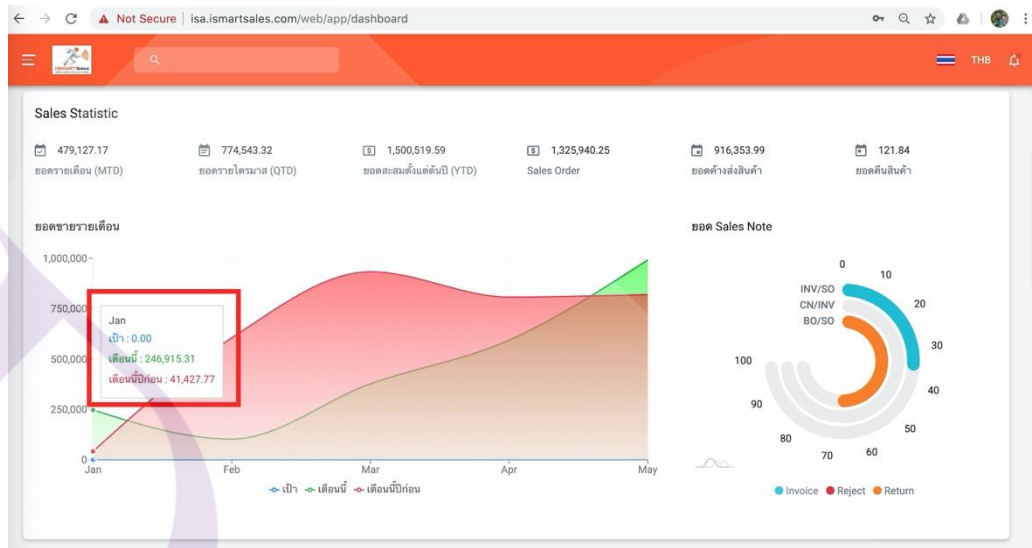 Not Secure | isa.ismartsales.com/web/app/dashboard
THB
Sales Statistic
479,127.17
ยอดรายเดือน (MTD)
774,543.32
ยอดรายไตรมาส (QTD)
1,500,519.59
ยอดสะสมตั้งแต่ต้นปี (YTD)
1,325,940.25
Sales Order
916,353.99
ยอดค้างส่งสินค้า
121.84
ยอดคืนสินค้า
ยอดขายรายเดือน
1,000,000
750,000
500,000
250,000
0
Jan
เป้า : 0.00
เดือนนี้ : 246,915.31
เดือนนี้ปีก่อน : 41,427.77
Jan Feb Mar Apr May
เป้า เดือนนี้ เดือนนี้ปีก่อน
ยอด Sales Note
INV/SO
CN/INV
BO/SO
0
10
20
30
40
50
60
70
80
90
100
Invoice Reject Return